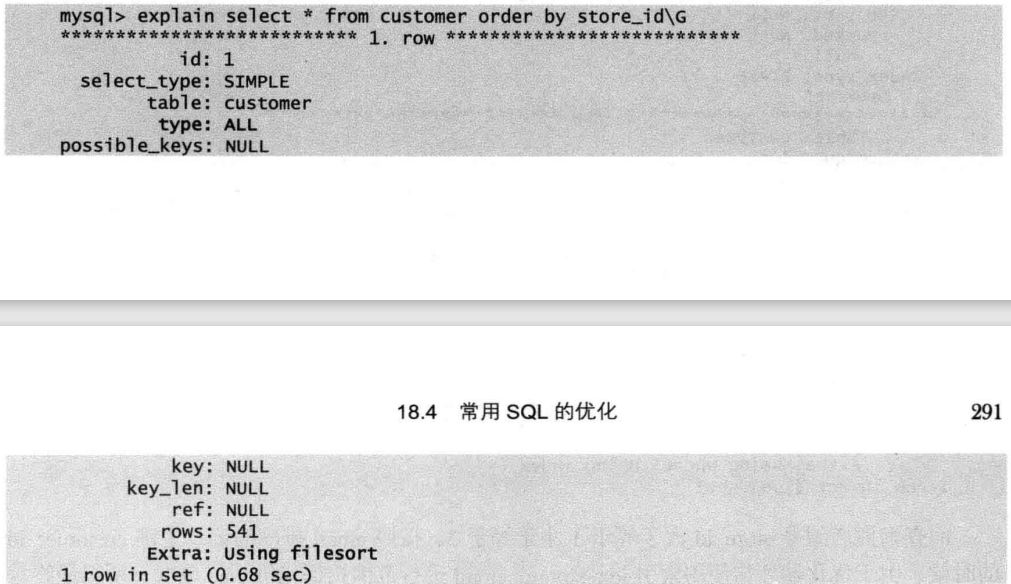 mysql> explain select * from customer order by store_id\G
*************************** 1. row ***************************
id: 1
select_type: SIMPLE
table: customer
type: ALL
possible_keys: NULL
18.4 常用 SQL 的优化 291
key: NULL
key_len: NULL
ref: NULL
rows: 541
Extra: Using filesort
1 row in set (0.68 sec)